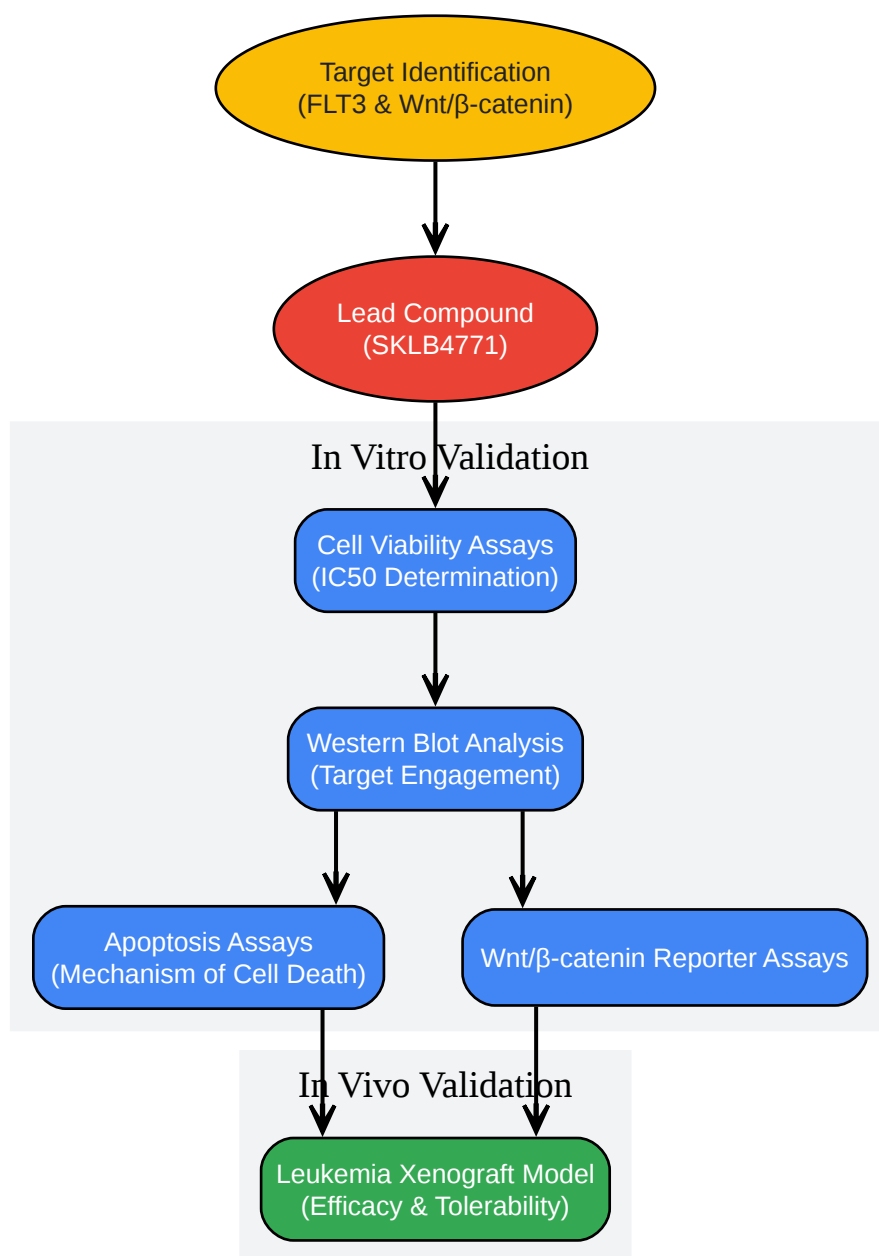 Target Identification
(FLT3 & Wnt/β-catenin)
Lead Compound
(SKLB4771)
In Vitro Validation
Cell Viability Assays
(IC50 Determination)
Western Blot Analysis
(Target Engagement)
Apoptosis Assays
(Mechanism of Cell Death)
Wnt/β-catenin Reporter Assays
In Vivo Validation
Leukemia Xenograft Model
(Efficacy & Tolerability)